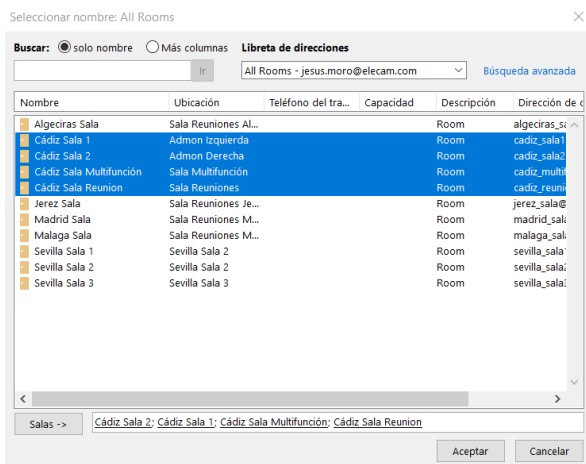 Seleccionar nombre: All Rooms
Buscar: solo nombre Más columnas Libreta de direcciones
Ir All Rooms - jesus.moro@elecam.com Búsqueda avanzada
Nombre Ubicación Teléfono del tra... Capacidad Descripción Dirección de c
Algeciras Sala Sala Reuniones Al... Room algeciras_sa
Cádiz Sala 1 Admon Izquierda Room cadiz_sala1
Cádiz Sala 2 Admon Derecha Room cadiz_sala2
Cádiz Sala Multifunción Sala Multifunción Room cadiz_multif
Cádiz Sala Reunion Sala Reuniones Room cadiz_reuni
Jerez Sala Sala Reuniones Je... Room jerez_sala@
Madrid Sala Sala Reuniones M... Room madrid_sala
Malaga Sala Sala Reuniones M... Room malaga_sala
Sevilla Sala 1 Sevilla Sala 2 Room sevilla_sala1
Sevilla Sala 2 Sevilla Sala 2 Room sevilla_sala2
Sevilla Sala 3 Sevilla Sala 3 Room sevilla_sala3
Salas -> Cádiz Sala 2; Cádiz Sala 1; Cádiz Sala Multifunción; Cádiz Sala Reunion
Aceptar Cancelar